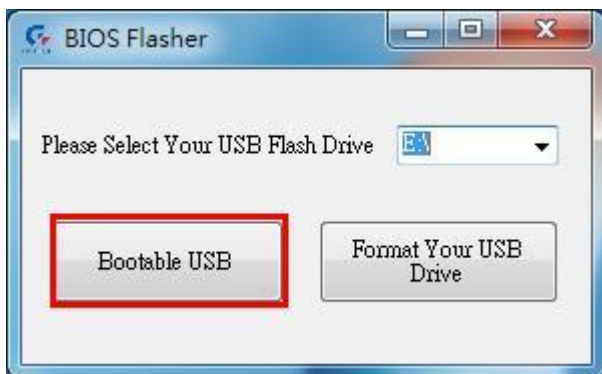 BIOS Flasher
Please Select Your USB Flash Drive
E:\
Bootable USB
Format Your USB
Drive